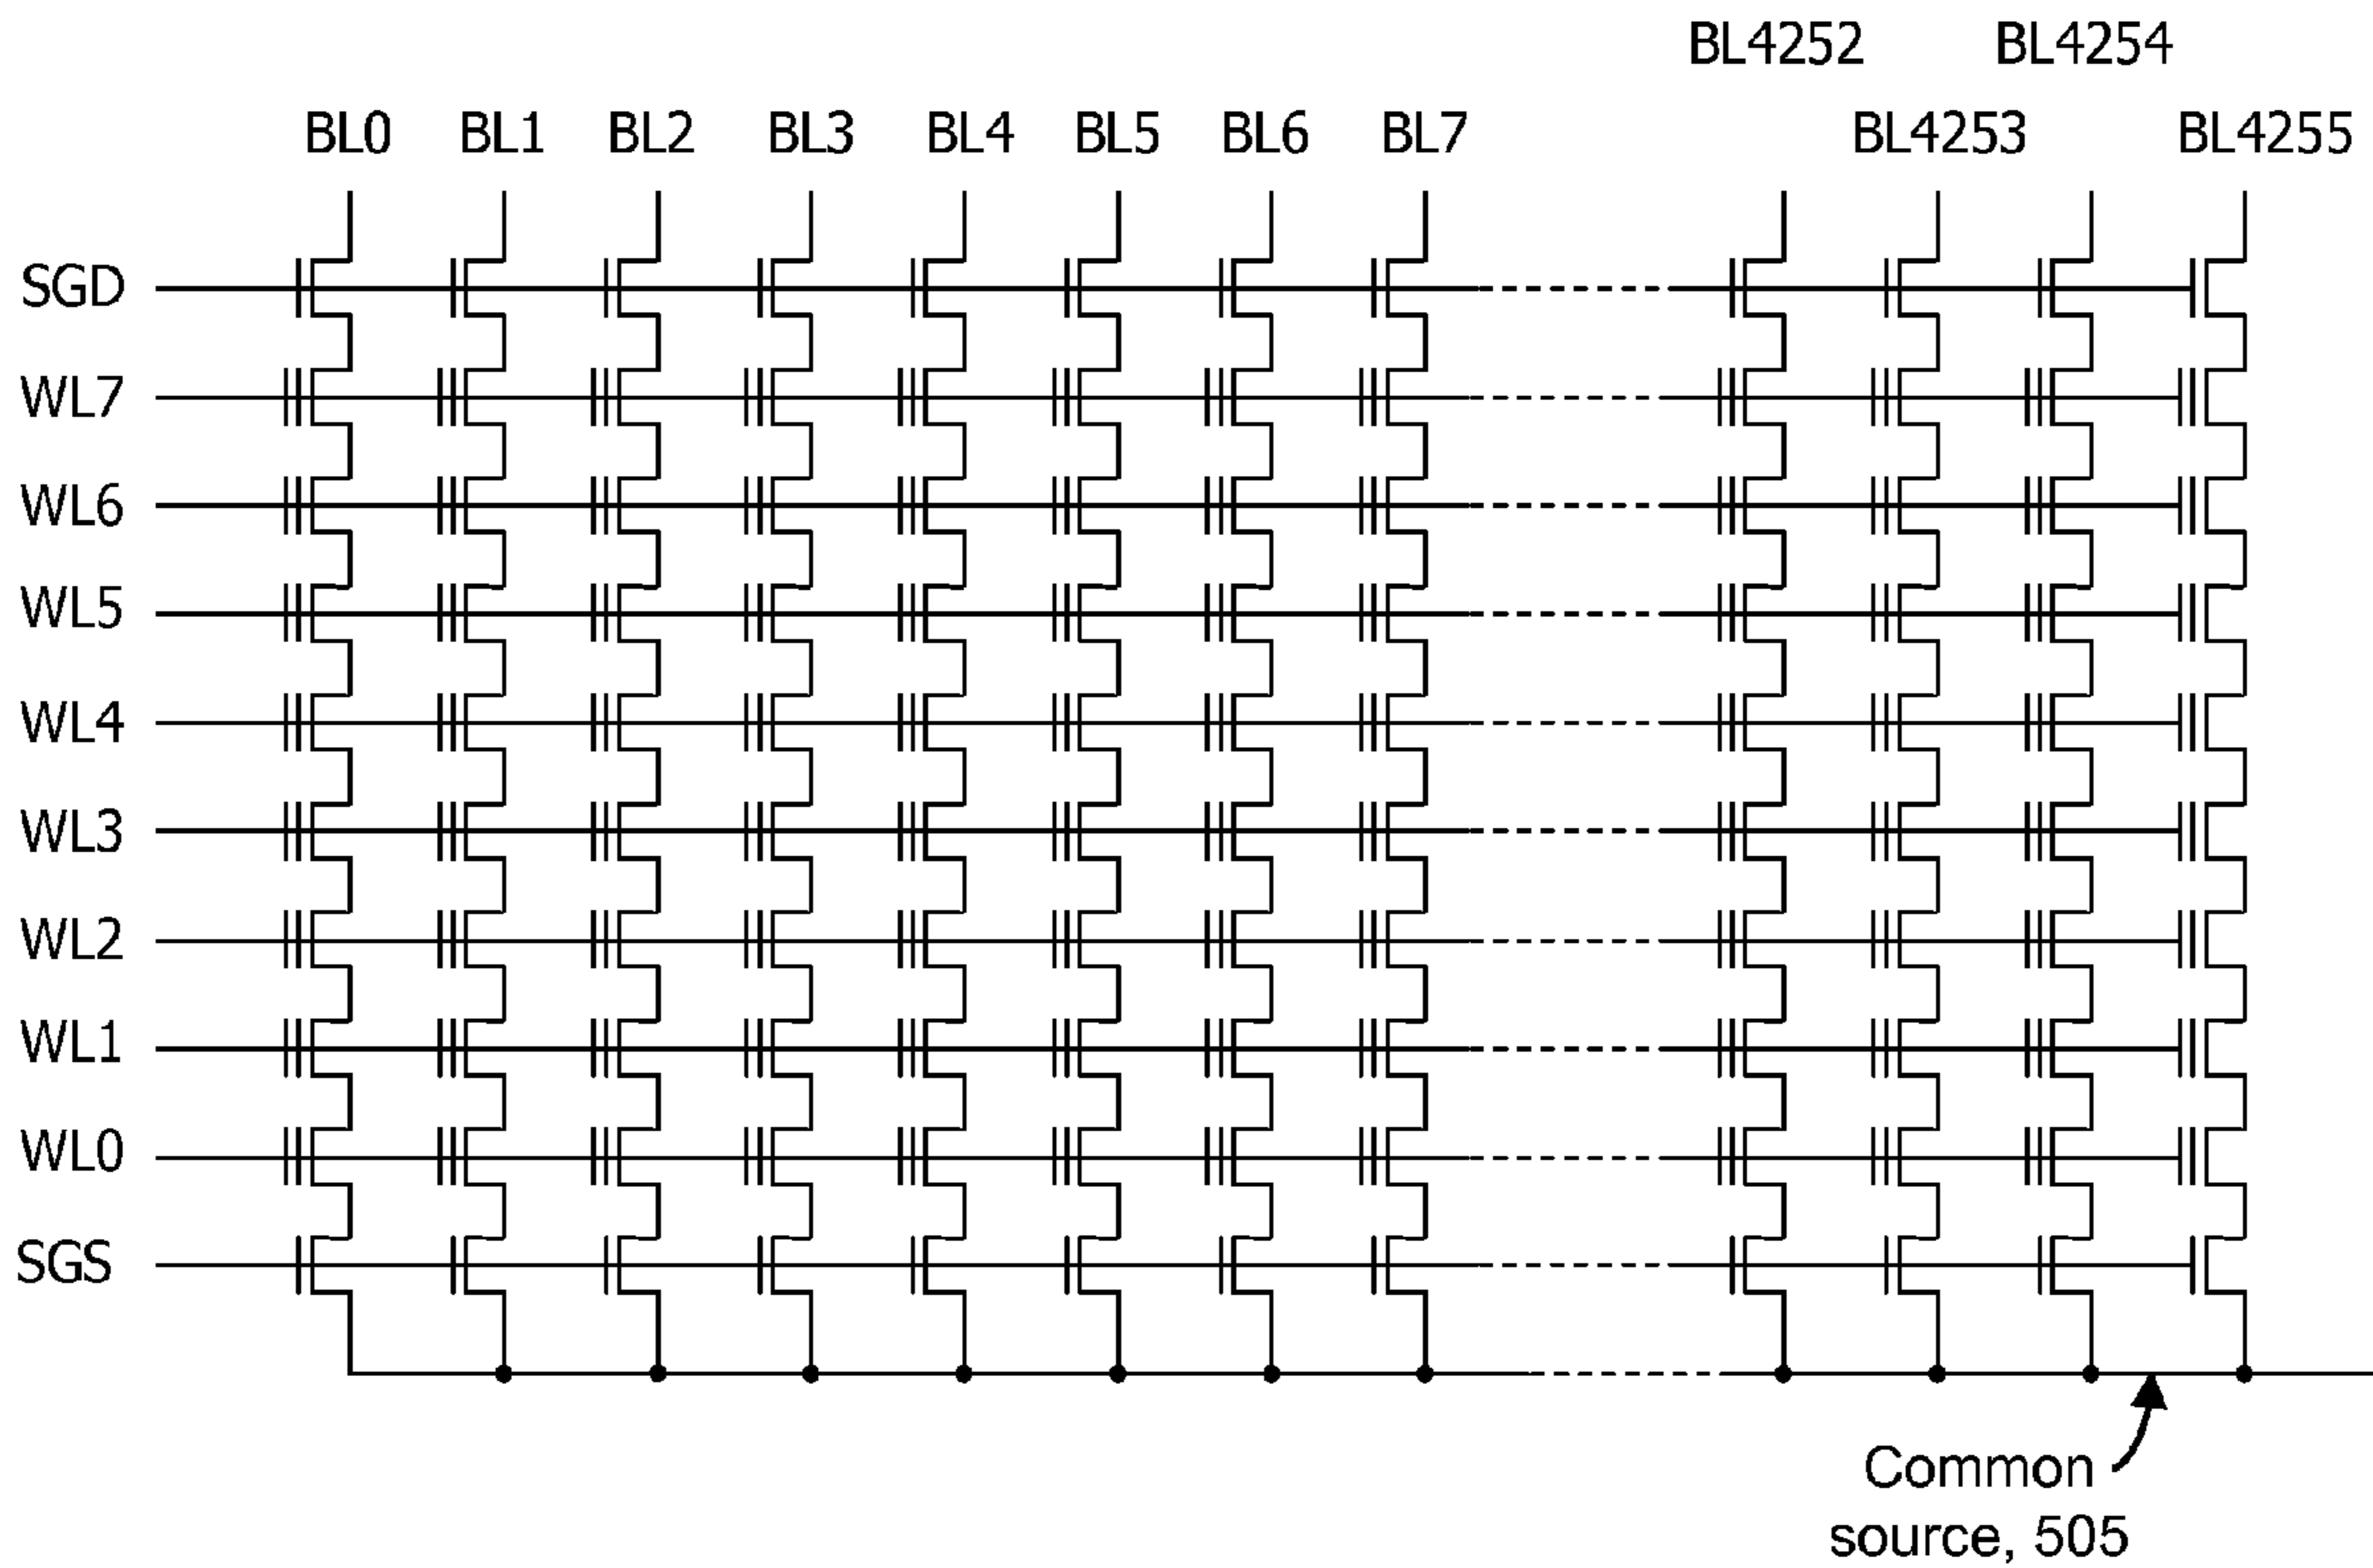 BL4252 BL4254
BL0 BL1 BL2 BL3 BL4 BL5 BL6 BL7 BL4253 BL4255
SGD
WL7
WL6
WL5
WL4
WL3
WL2
WL1
WL0
SGS
Common
source, 505